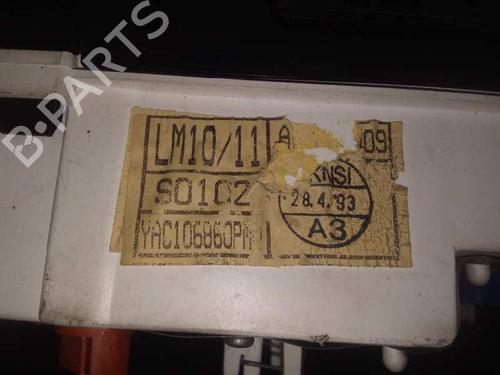 B-PARTS
LM10/11 A 09
S0102 KNSI
28.4.'93
YAC106860PM A3